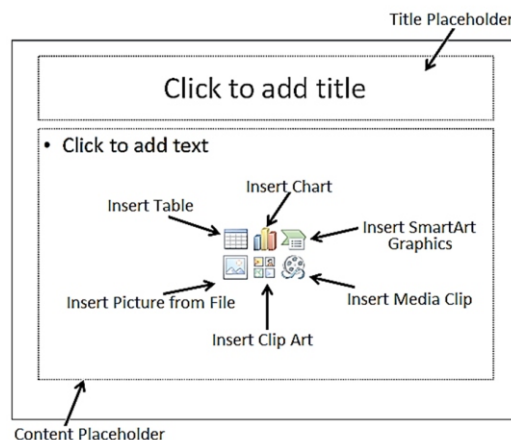 Title Placeholder
Click to add title
• Click to add text
Insert Chart
Insert Table
Insert SmartArt
Graphics
Insert Picture from File
Insert Media Clip
Insert Clip Art
Content Placeholder